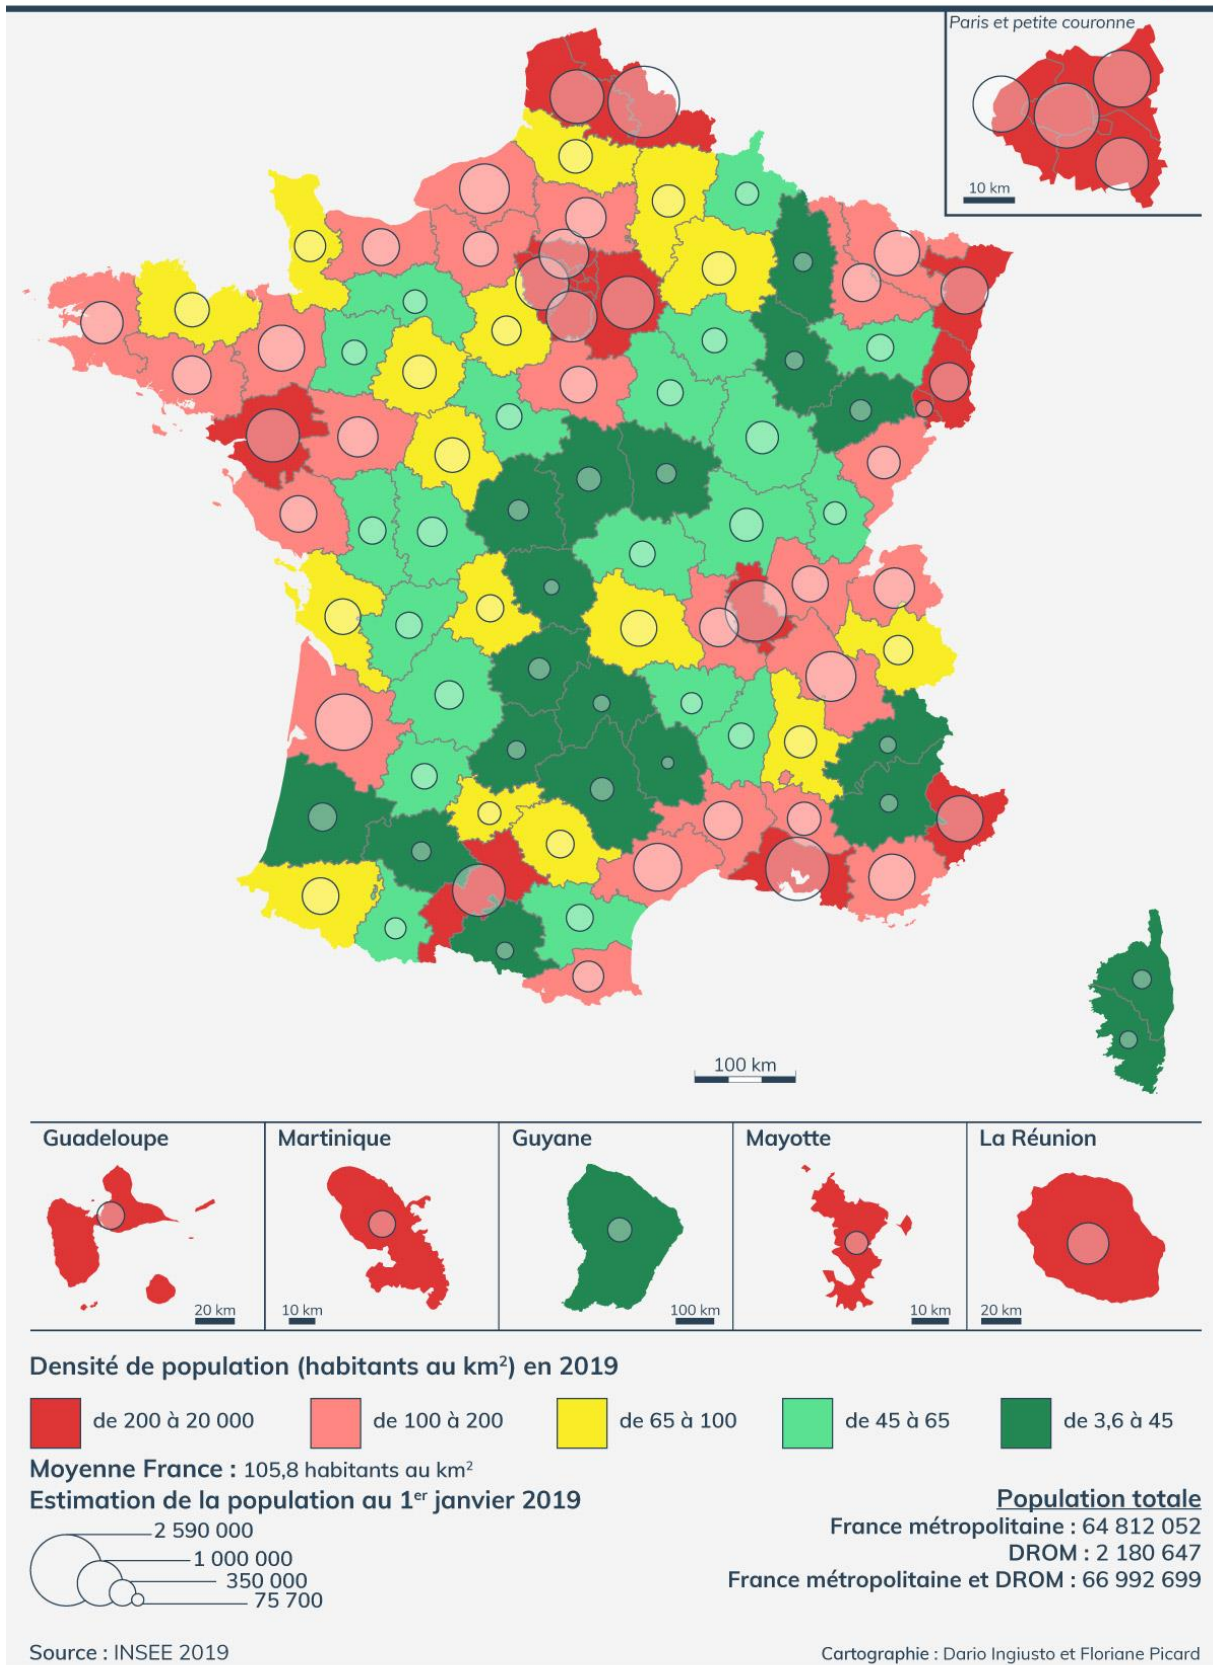 Paris et petite couronne
10 km
100 km
Guadeloupe
Martinique
Guyane
Mayotte
La Réunion
20 km
10 km
100 km
10 km
20 km
Densité de population (habitants au km²) en 2019
de 200 à 20 000
de 100 à 200
de 65 à 100
de 45 à 65
de 3,6 à 45
Moyenne France : 105,8 habitants au km²
Estimation de la population au 1er janvier 2019
2 590 000
1 000 000
350 000
75 700
Population totale
France métropolitaine : 64 812 052
DROM : 2 180 647
France métropolitaine et DROM : 66 992 699
Source : INSEE 2019
Cartographie : Dario Ingiusto et Floriane Picard